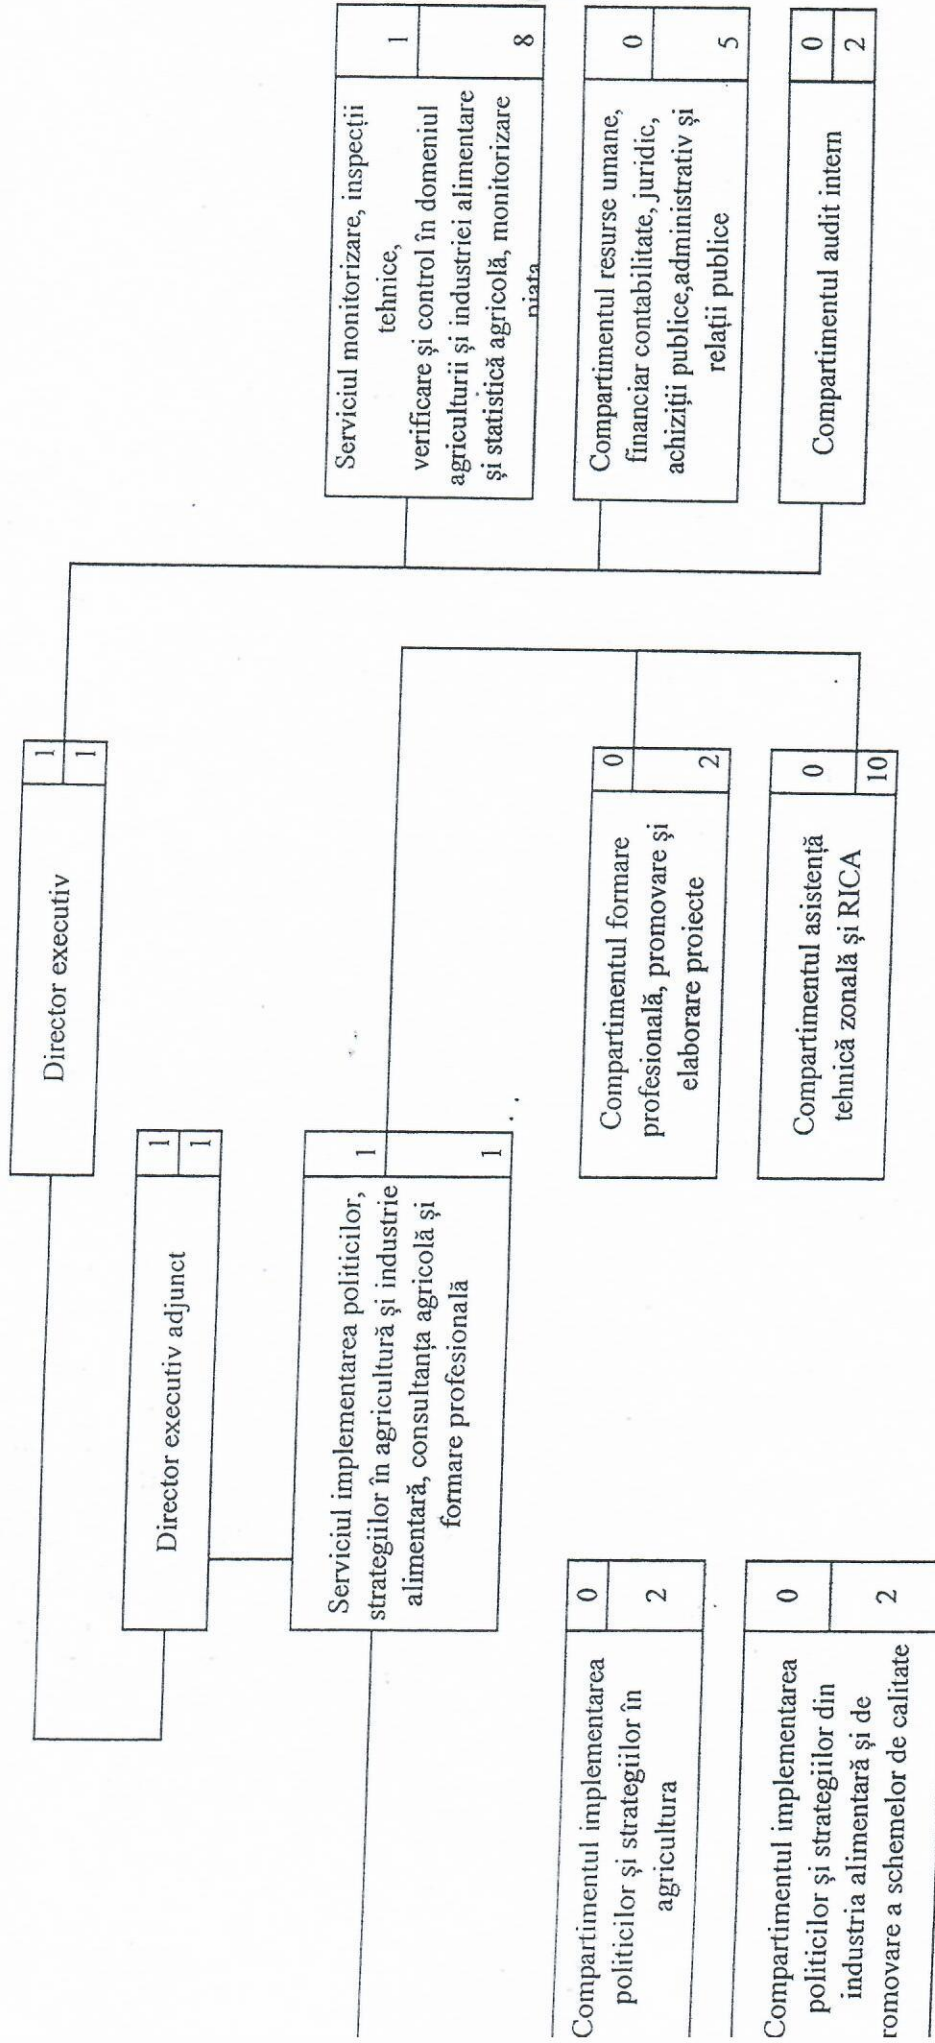 Director executiv
1
1
Director executiv adjunct
1
1
Serviciul implementarea politicilor,
strategiilor în agricultură și industrie
alimentară, consultanța agricolă și
formare profesională
1
1
Serviciul monitorizare, inspecții
tehnice,
verificare și control în domeniul
agriculturii și industriei alimentare
și statistică agricolă, monitorizare
piața
1
8
Compartimentul implementarea
politicilor și strategiilor în
agricultura
0
2
Compartimentul formare
profesională, promovare și
elaborare proiecte
0
2
Compartimentul resurse umane,
financiar contabilitate, juridic,
achiziții publice,administrativ și
relații publice
0
5
Compartimentul implementarea
politicilor și strategiilor din
industria alimentară și de
romovare a schemelor de calitate
0
2
Compartimentul asistență
tehnică zonală și RICA
0
10
Compartimentul audit intern
0
2